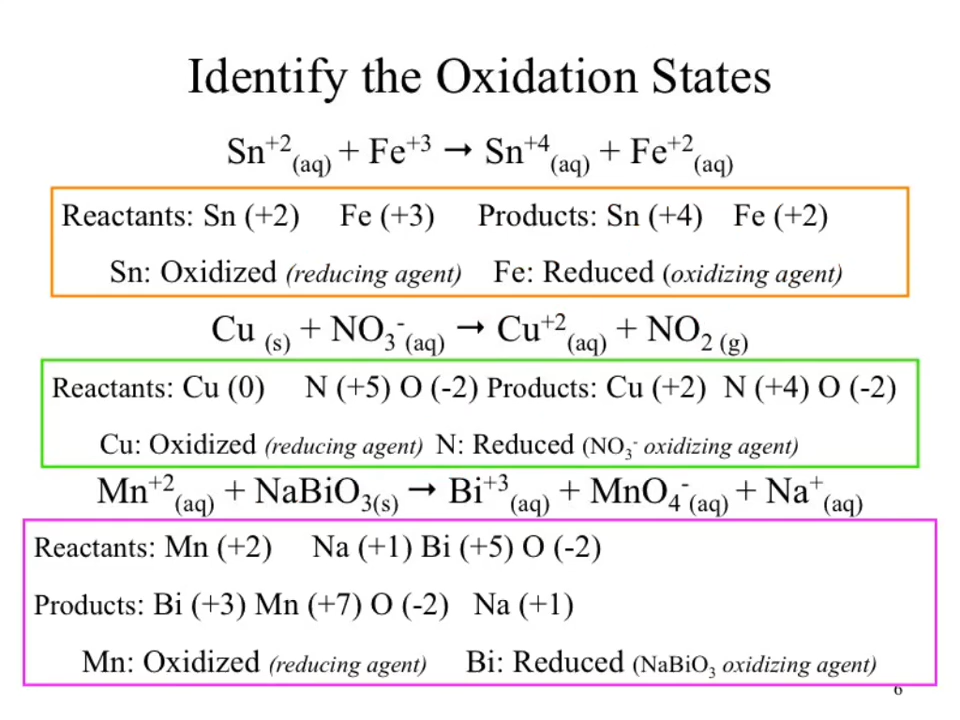 Identify the Oxidation States
Sn⁺²(aq) + Fe⁺³ → Sn⁺⁴(aq) + Fe⁺²(aq)
Reactants: Sn (+2) Fe (+3) Products: Sn (+4) Fe (+2)
Sn: Oxidized (reducing agent) Fe: Reduced (oxidizing agent)
Cu (s) + NO₃⁻(aq) → Cu⁺²(aq) + NO₂ (g)
Reactants: Cu (0) N (+5) O (-2) Products: Cu (+2) N (+4) O (-2)
Cu: Oxidized (reducing agent) N: Reduced (NO₃⁻ oxidizing agent)
Mn⁺²(aq) + NaBiO₃(s) → Bi⁺³(aq) + MnO₄⁻(aq) + Na⁺(aq)
Reactants: Mn (+2) Na (+1) Bi (+5) O (-2)
Products: Bi (+3) Mn (+7) O (-2) Na (+1)
Mn: Oxidized (reducing agent) Bi: Reduced (NaBiO₃ oxidizing agent)
6